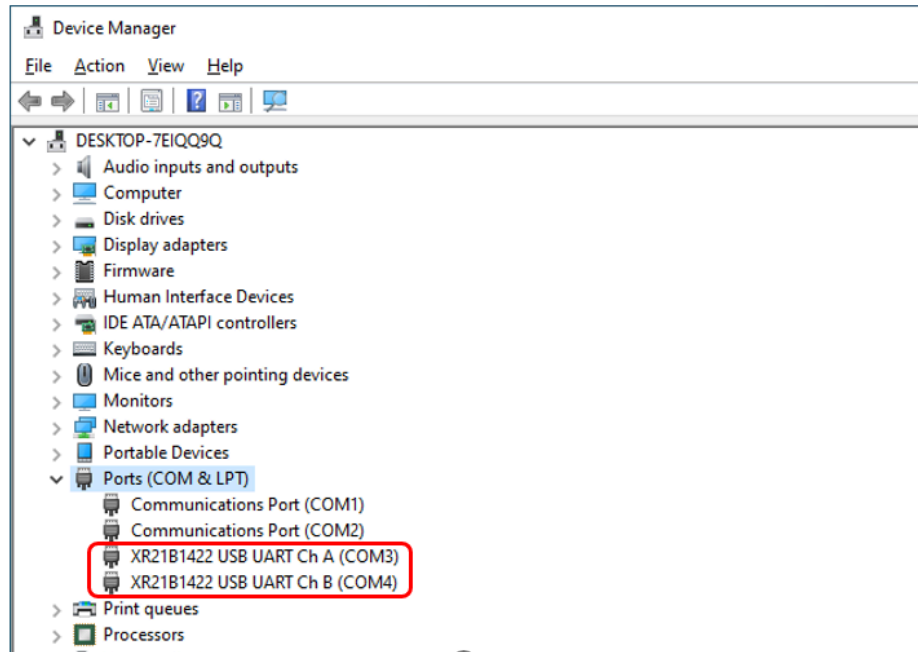 Device Manager
File Action View Help
DESKTOP-7EIQQ9Q
Audio inputs and outputs
Computer
Disk drives
Display adapters
Firmware
Human Interface Devices
IDE ATA/ATAPI controllers
Keyboards
Mice and other pointing devices
Monitors
Network adapters
Portable Devices
Ports (COM & LPT)
Communications Port (COM1)
Communications Port (COM2)
XR21B1422 USB UART Ch A (COM3)
XR21B1422 USB UART Ch B (COM4)
Print queues
Processors